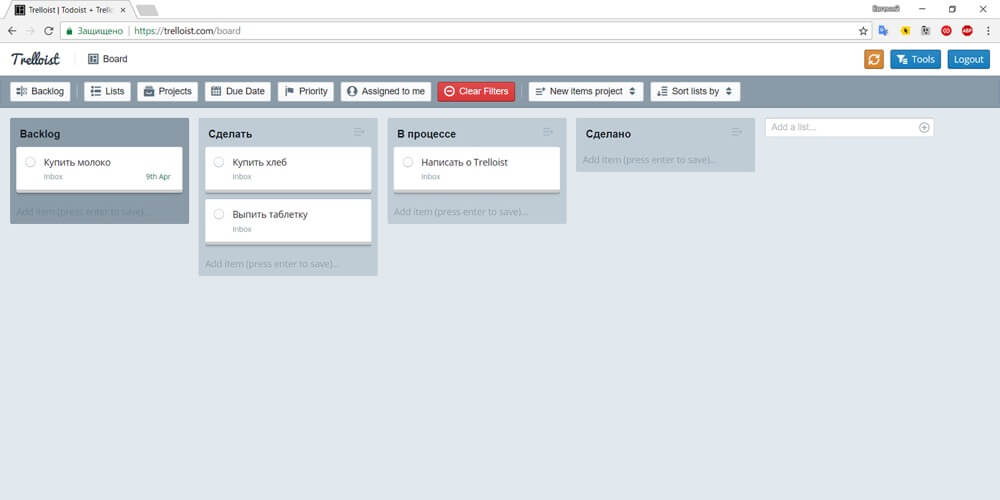 Trelloist | Todoist + Trell
Евгений
Защищено
https://trelloist.com/board
ABP
Trelloist
Board
Tools
Logout
Backlog
Lists
Projects
Due Date
Priority
Assigned to me
Clear Filters
New items project
Sort lists by
Backlog
Купить молоко
Inbox
9th Apr
Add item (press enter to save)...
Сделать
Купить хлеб
Inbox
Выпить таблетку
Inbox
Add item (press enter to save)...
В процессе
Написать о Trelloist
Inbox
Add item (press enter to save)...
Сделано
Add item (press enter to save)...
Add a list...